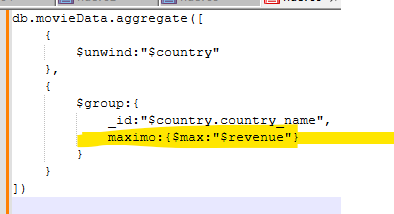 db.movieData.aggregate([
{
$unwind:"$country"
},
{
$group:{
_id:"$country.country_name",
maximo:{$max:"$revenue"}
}
}
])